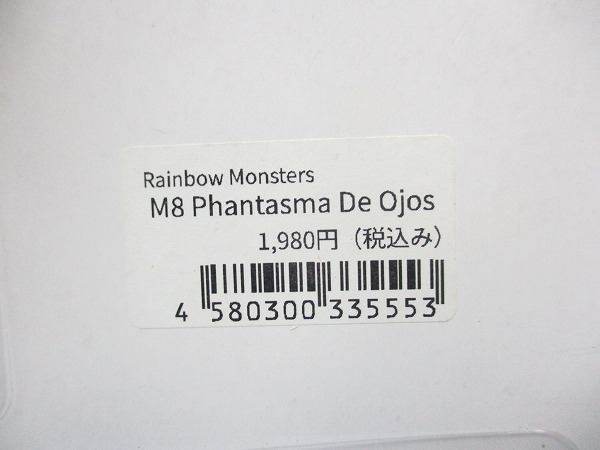 Rainbow Monsters
M8 Phantasma De Ojos
1,980円（税込み）
4 580300 335553